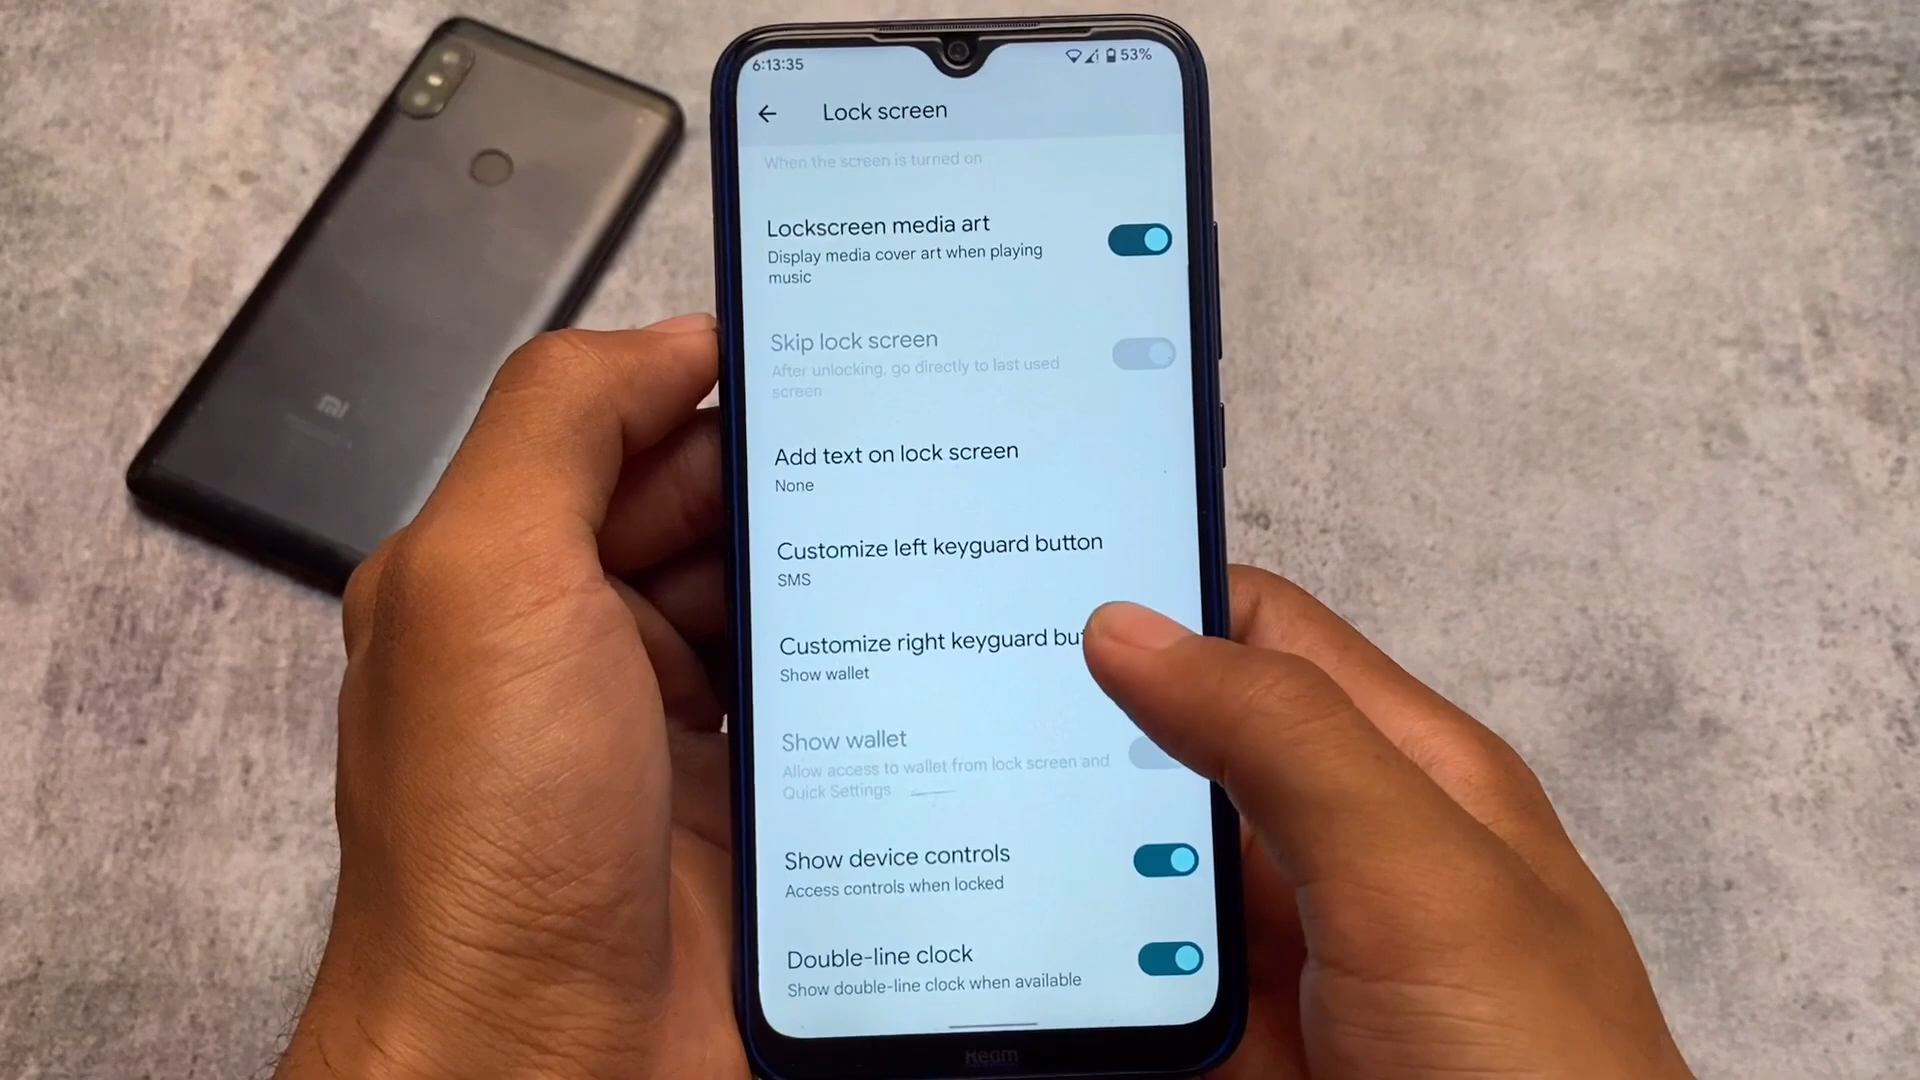 6:13:35
53%
Lock screen
When the screen is turned on
Lockscreen media art
Display media cover art when playing
music
Skip lock screen
After unlocking, go directly to last used
screen
Add text on lock screen
None
Customize left keyguard button
SMS
Customize right keyguard but
Show wallet
Show wallet
Allow access to wallet from lock screen and
Quick Settings
Show device controls
Access controls when locked
Double-line clock
Show double-line clock when available
mi